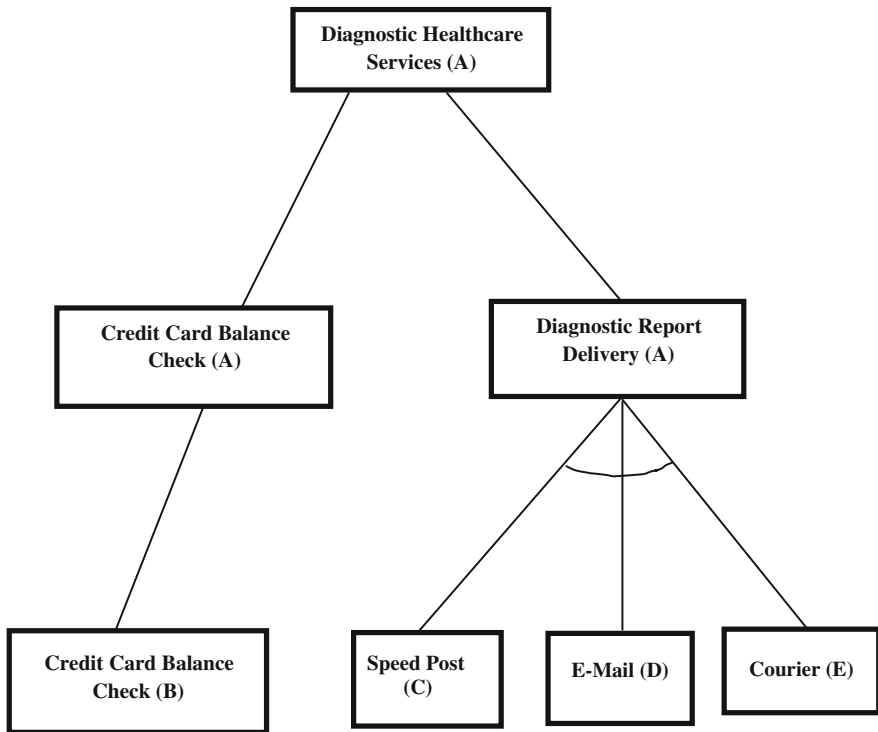 Diagnostic Healthcare
Services (A)
Credit Card Balance
Check (A)
Diagnostic Report
Delivery (A)
Credit Card Balance
Check (B)
Speed Post
(C)
E-Mail (D)
Courier (E)